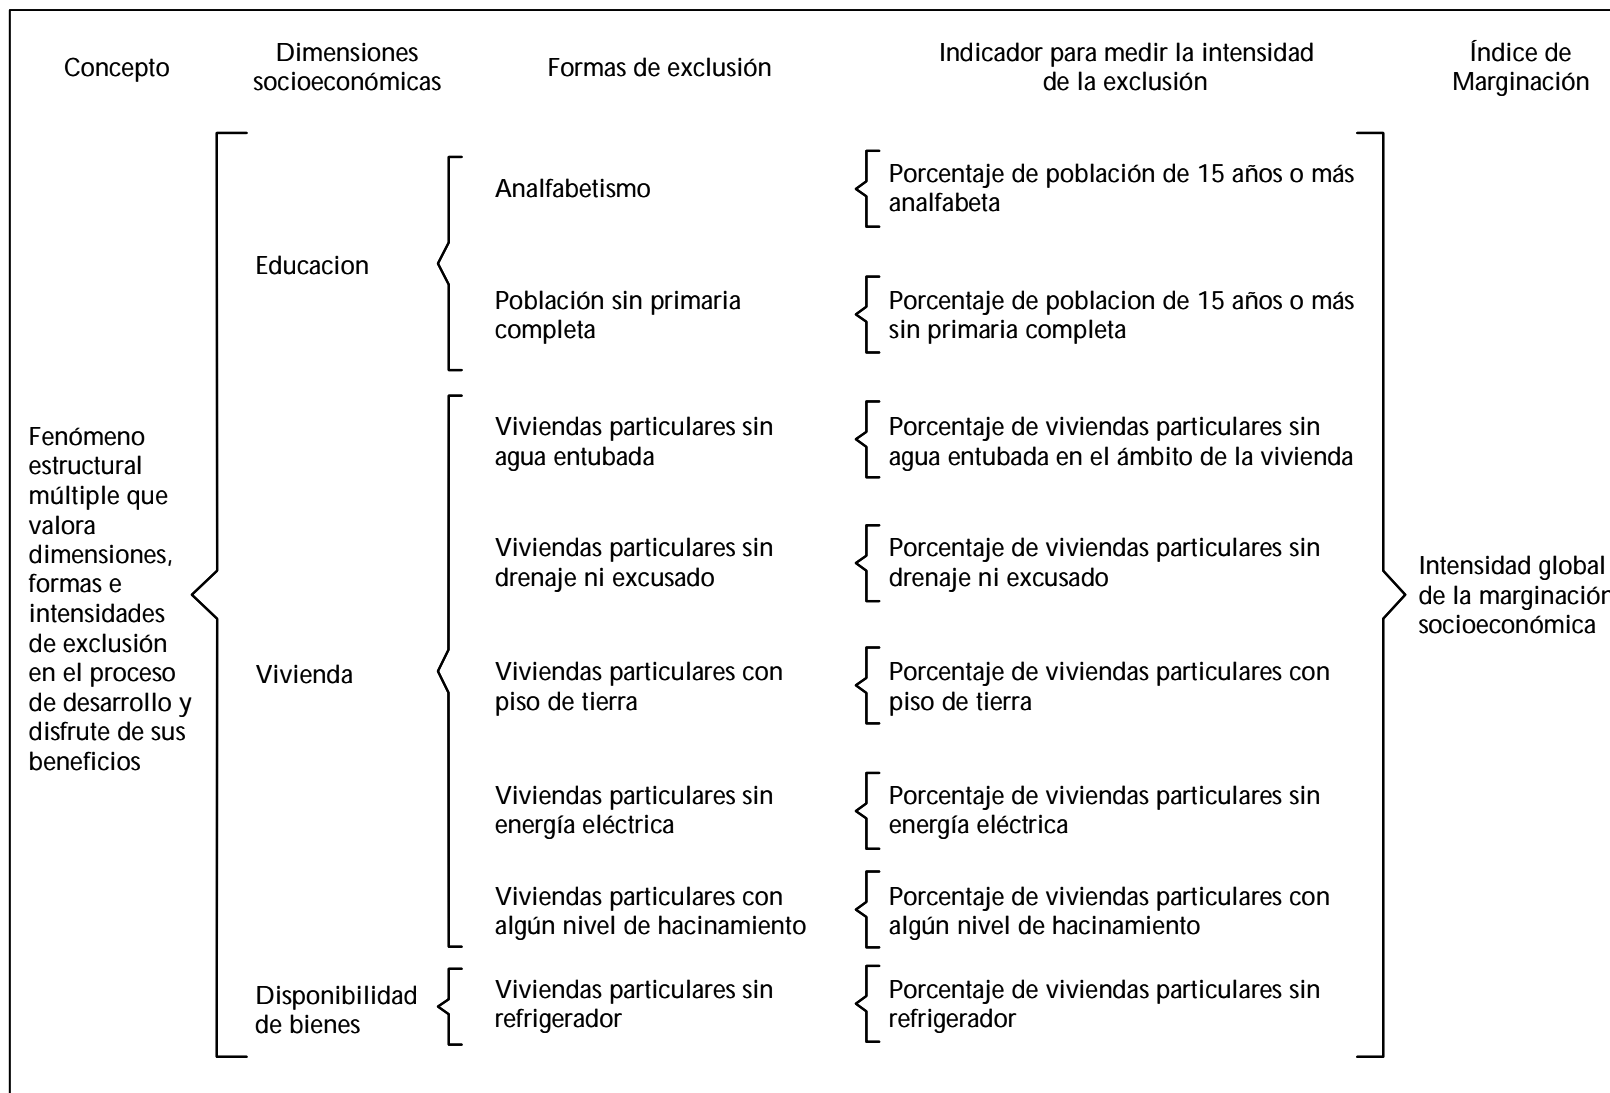 Concepto
Dimensiones
socioeconómicas
Formas de exclusión
Indicador para medir la intensidad
de la exclusión
Índice de
Marginación
Fenómeno
estructural
múltiple que
valora
dimensiones,
formas e
intensidades
de exclusión
en el proceso
de desarrollo y
disfrute de sus
beneficios
Educacion
Analfabetismo
Porcentaje de población de 15 años o más
analfabeta
Población sin primaria
completa
Porcentaje de poblacion de 15 años o más
sin primaria completa
Vivienda
Viviendas particulares sin
agua entubada
Porcentaje de viviendas particulares sin
agua entubada en el ámbito de la vivienda
Viviendas particulares sin
drenaje ni excusado
Porcentaje de viviendas particulares sin
drenaje ni excusado
Viviendas particulares con
piso de tierra
Porcentaje de viviendas particulares con
piso de tierra
Viviendas particulares sin
energía eléctrica
Porcentaje de viviendas particulares sin
energía eléctrica
Viviendas particulares con
algún nivel de hacinamiento
Porcentaje de viviendas particulares con
algún nivel de hacinamiento
Disponibilidad
de bienes
Viviendas particulares sin
refrigerador
Porcentaje de viviendas particulares sin
refrigerador
Intensidad global
de la marginación
socioeconómica